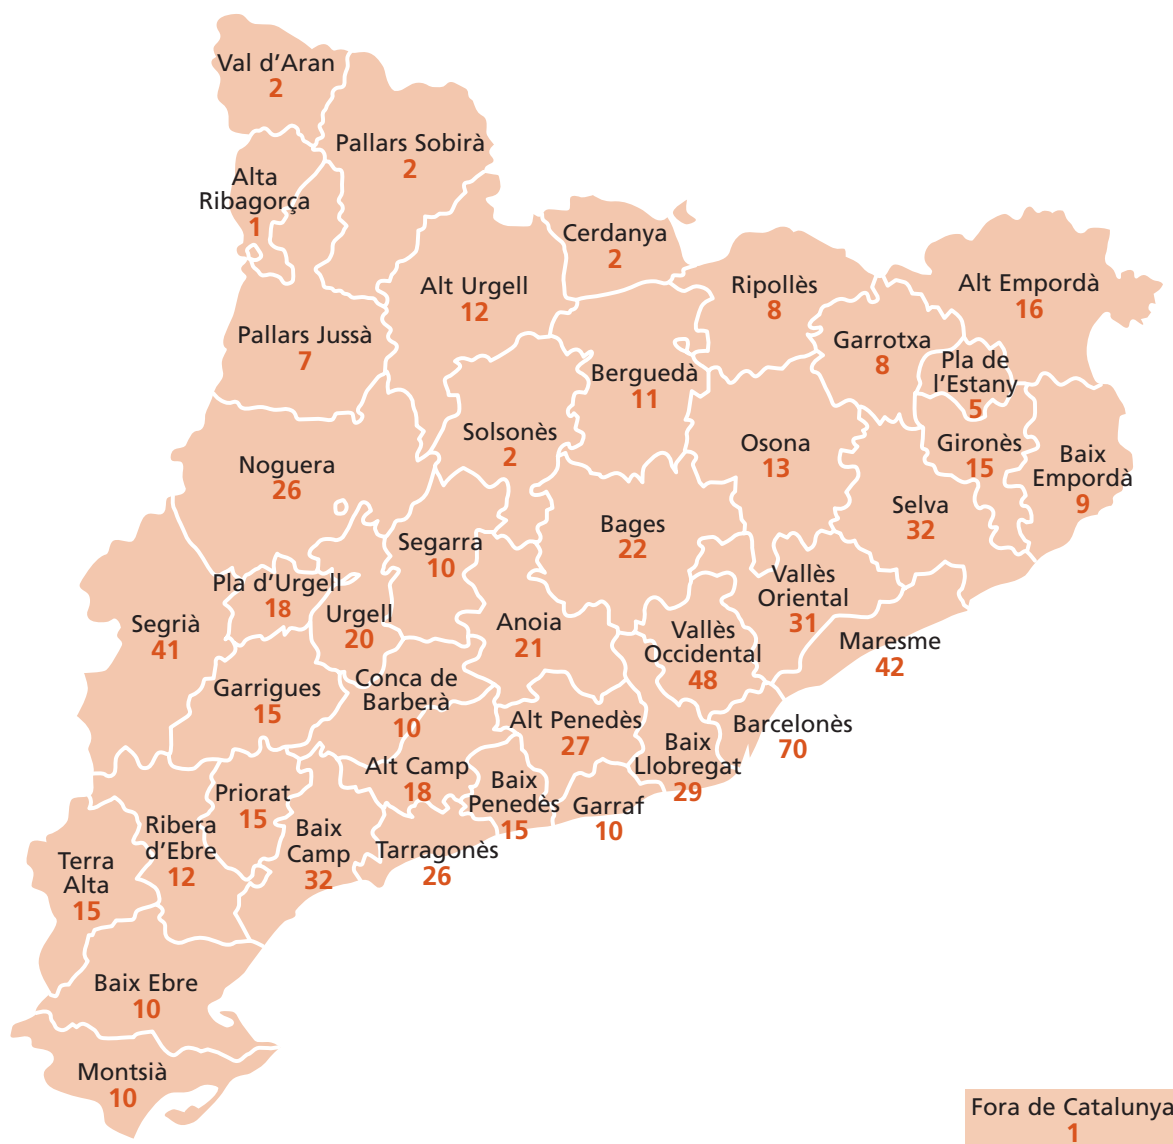 Val d’Aran
2
Pallars Sobirà
2
Alta
Ribagorça
1
Cerdanya
2
Alt Urgell
12
Ripollès
8
Alt Empordà
16
Pallars Jussà
7
Garrotxa
8
Pla de
l’Estany
5
Berguedà
11
Solsonès
2
Osona
13
Gironès
15
Baix
Empordà
9
Noguera
26
Selva
32
Bages
22
Segarra
10
Pla d’Urgell
18
Vallès
Oriental
31
Urgell
20
Segrià
41
Anoia
21
Vallès
Occidental
48
Maresme
42
Garrigues
15
Conca de
Barberà
10
Alt Penedès
27
Barcelonès
70
Baix
Llobregat
29
Alt Camp
18
Baix
Penedès
15
Garraf
10
Priorat
15
Ribera
d’Ebre
12
Baix
Camp
32
Tarragonès
26
Terra
Alta
15
Baix Ebre
10
Montsià
10
Fora de Catalunya
1